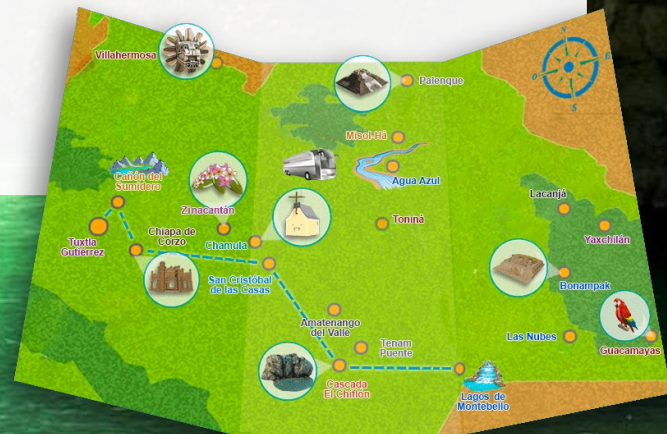 Villahermosa
Palenque
Misol-Há
Agua Azul
Cañón del
Sumidero
Zinacantán
Tuxtla
Gutiérrez
Chiapa de
Corzo
Chamula
Toniná
Lacanjá
Yaxchilán
San Cristóbal
de las Casas
Bonampak
Amatenango
del Valle
Tenam
Puente
Las Nubes
Guacamayas
Cascada
El Chiflón
Lagos de
Montebello
S